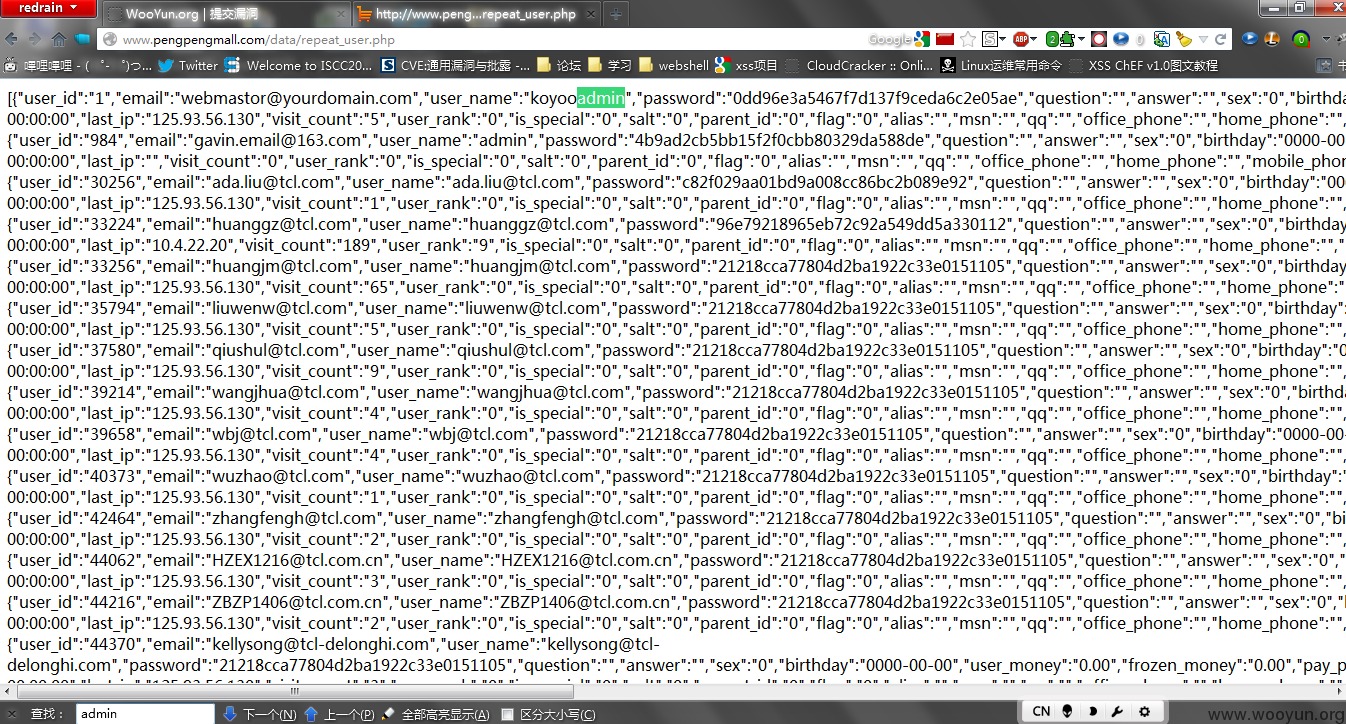 redrain
WooYun.org | 提交漏洞
http://www.peng...repeat_user.php
www.pengpengmall.com/data/repeat_user.php
Google
ABP
2
0
0
哔哩哔哩 - (゜-゜)つ...
Twitter
Welcome to ISCC20...
CVE:通用漏洞与批露 -...
论坛
学习
webshell
xss项目
CloudCracker :: Onl...
Linux运维常用命令
XSS ChEF v1.0图文教程
[{"user_id":"1","email":"webmastor@yourdomain.com","user_name":"koyooadmin","password":"0dd96e3a5467f7d137f9ceda6c2e05ae","question":"","answer":"","sex":"0","birthda
00:00:00","last_ip":"125.93.56.130","visit_count":"5","user_rank":"0","is_special":"0","salt":"0","parent_id":"0","flag":"0","alias":"","msn":"","qq":"","office_phone":"","home_phone":"",
{"user_id":"984","email":"gavin.email@163.com","user_name":"admin","password":"4b9ad2cb5bb15f2f0cbb80329da588de","question":"","answer":"","sex":"0","birthday":"0000-00-
00:00:00","last_ip":"","visit_count":"0","user_rank":"0","is_special":"0","salt":"0","parent_id":"0","flag":"0","alias":"","msn":"","qq":"","office_phone":"","home_phone":"","mobile_phon
{"user_id":"30256","email":"ada.liu@tcl.com","user_name":"ada.liu@tcl.com","password":"c82f029aa01bd9a008cc86bc2b089e92","question":"","answer":"","sex":"0","birthday":"00
00:00:00","last_ip":"125.93.56.130","visit_count":"1","user_rank":"0","is_special":"0","salt":"0","parent_id":"0","flag":"0","alias":"","msn":"","qq":"","office_phone":"","home_phone":"",
{"user_id":"33224","email":"huanggz@tcl.com","user_name":"huanggz@tcl.com","password":"96e79218965eb72c92a549dd5a330112","question":"","answer":"","sex":"0","birthday
00:00:00","last_ip":"10.4.22.20","visit_count":"189","user_rank":"9","is_special":"0","salt":"0","parent_id":"0","flag":"0","alias":"","msn":"","qq":"","office_phone":"","home_phone":"","
{"user_id":"33256","email":"huangjm@tcl.com","user_name":"huangjm@tcl.com","password":"21218cca77804d2ba1922c33e0151105","question":"","answer":"","sex":"0","birthday
00:00:00","last_ip":"125.93.56.130","visit_count":"65","user_rank":"0","is_special":"0","salt":"0","parent_id":"0","flag":"0","alias":"","msn":"","qq":"","office_phone":"","home_phone":"
{"user_id":"35794","email":"liuwenw@tcl.com","user_name":"liuwenw@tcl.com","password":"21218cca77804d2ba1922c33e0151105","question":"","answer":"","sex":"0","birthday
00:00:00","last_ip":"125.93.56.130","visit_count":"5","user_rank":"0","is_special":"0","salt":"0","parent_id":"0","flag":"0","alias":"","msn":"","qq":"","office_phone":"","home_phone":"",
{"user_id":"37580","email":"qiushul@tcl.com","user_name":"qiushul@tcl.com","password":"21218cca77804d2ba1922c33e0151105","question":"","answer":"","sex":"0","birthday":"0
00:00:00","last_ip":"125.93.56.130","visit_count":"9","user_rank":"0","is_special":"0","salt":"0","parent_id":"0","flag":"0","alias":"","msn":"","qq":"","office_phone":"","home_phone":"",
{"user_id":"39214","email":"wangjhua@tcl.com","user_name":"wangjhua@tcl.com","password":"21218cca77804d2ba1922c33e0151105","question":"","answer":"","sex":"0","birthd
00:00:00","last_ip":"125.93.56.130","visit_count":"4","user_rank":"0","is_special":"0","salt":"0","parent_id":"0","flag":"0","alias":"","msn":"","qq":"","office_phone":"","home_phone":"",
{"user_id":"39658","email":"wbj@tcl.com","user_name":"wbj@tcl.com","password":"21218cca77804d2ba1922c33e0151105","question":"","answer":"","sex":"0","birthday":"0000-00-
00:00:00","last_ip":"125.93.56.130","visit_count":"4","user_rank":"0","is_special":"0","salt":"0","parent_id":"0","flag":"0","alias":"","msn":"","qq":"","office_phone":"","home_phone":"",
{"user_id":"40373","email":"wuzhao@tcl.com","user_name":"wuzhao@tcl.com","password":"21218cca77804d2ba1922c33e0151105","question":"","answer":"","sex":"0","birthday":
00:00:00","last_ip":"125.93.56.130","visit_count":"1","user_rank":"0","is_special":"0","salt":"0","parent_id":"0","flag":"0","alias":"","msn":"","qq":"","office_phone":"","home_phone":"",
{"user_id":"42464","email":"zhangfengh@tcl.com","user_name":"zhangfengh@tcl.com","password":"21218cca77804d2ba1922c33e0151105","question":"","answer":"","sex":"0","bi
00:00:00","last_ip":"125.93.56.130","visit_count":"2","user_rank":"0","is_special":"0","salt":"0","parent_id":"0","flag":"0","alias":"","msn":"","qq":"","office_phone":"","home_phone":"",
{"user_id":"44062","email":"HZEX1216@tcl.com.cn","user_name":"HZEX1216@tcl.com.cn","password":"21218cca77804d2ba1922c33e0151105","question":"","answer":"","sex":"0",
00:00:00","last_ip":"125.93.56.130","visit_count":"3","user_rank":"0","is_special":"0","salt":"0","parent_id":"0","flag":"0","alias":"","msn":"","qq":"","office_phone":"","home_phone":"",
{"user_id":"44216","email":"ZBZP1406@tcl.com.cn","user_name":"ZBZP1406@tcl.com.cn","password":"21218cca77804d2ba1922c33e0151105","question":"","answer":"","sex":"0","
00:00:00","last_ip":"125.93.56.130","visit_count":"2","user_rank":"0","is_special":"0","salt":"0","parent_id":"0","flag":"0","alias":"","msn":"","qq":"","office_phone":"","home_phone":"",
{"user_id":"44370","email":"kellysong@tcl-delonghi.com","user_name":"kellysong@tcl-
delonghi.com","password":"21218cca77804d2ba1922c33e0151105","question":"","answer":"","sex":"0","birthday":"0000-00-00","user_money":"0.00","frozen_money":"0.00","pay_p
查找： admin 下一个(N) 上一个(P) 全部高亮显示(A) 区分大小写(C)
CN
www.wooyun.org